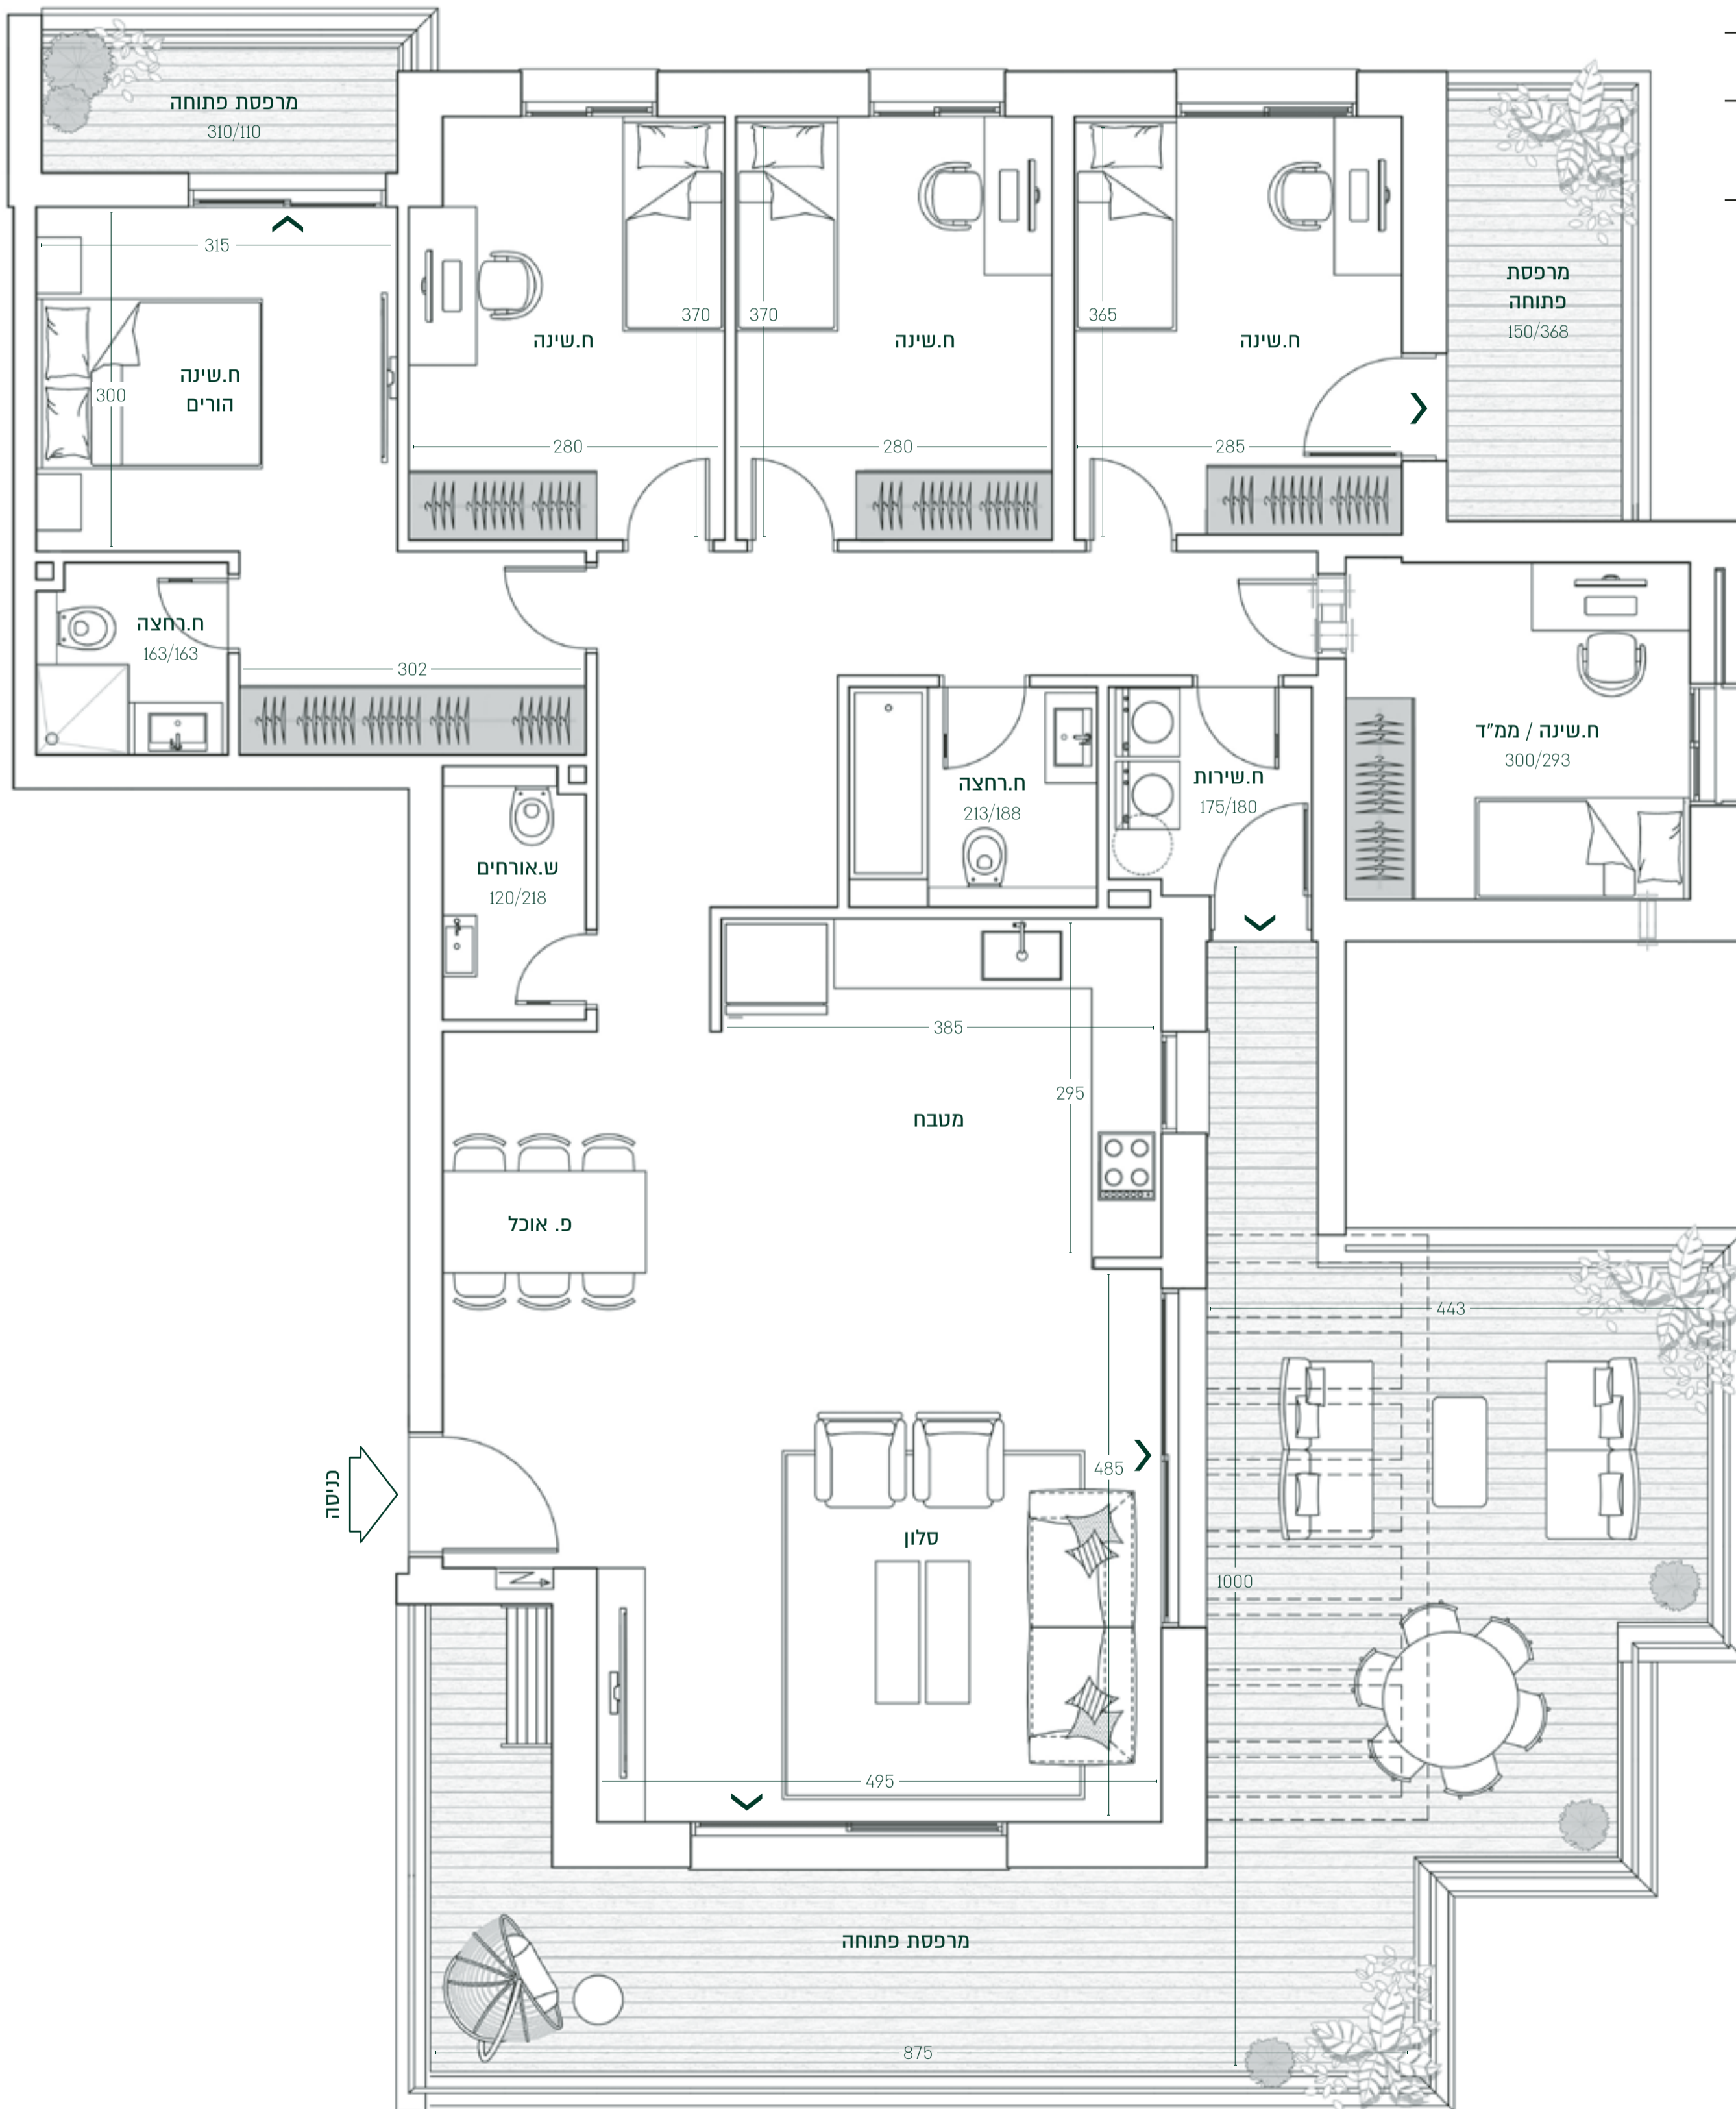 מרפסת פתוחה
310/110
מרפסת
פתוחה
150/368
315
300
ח.שינה
הורים
370
ח.שינה
280
370
ח.שינה
280
365
ח.שינה
285
ח.רחצה
163/163
302
ח.רחצה
213/188
ח.שירות
175/180
ח.שינה / ממ"ד
300/293
ש.אורחים
120/218
385
295
מטבח
פ. אוכל
443
כניסה
485
סלון
1000
495
מרפסת פתוחה
875